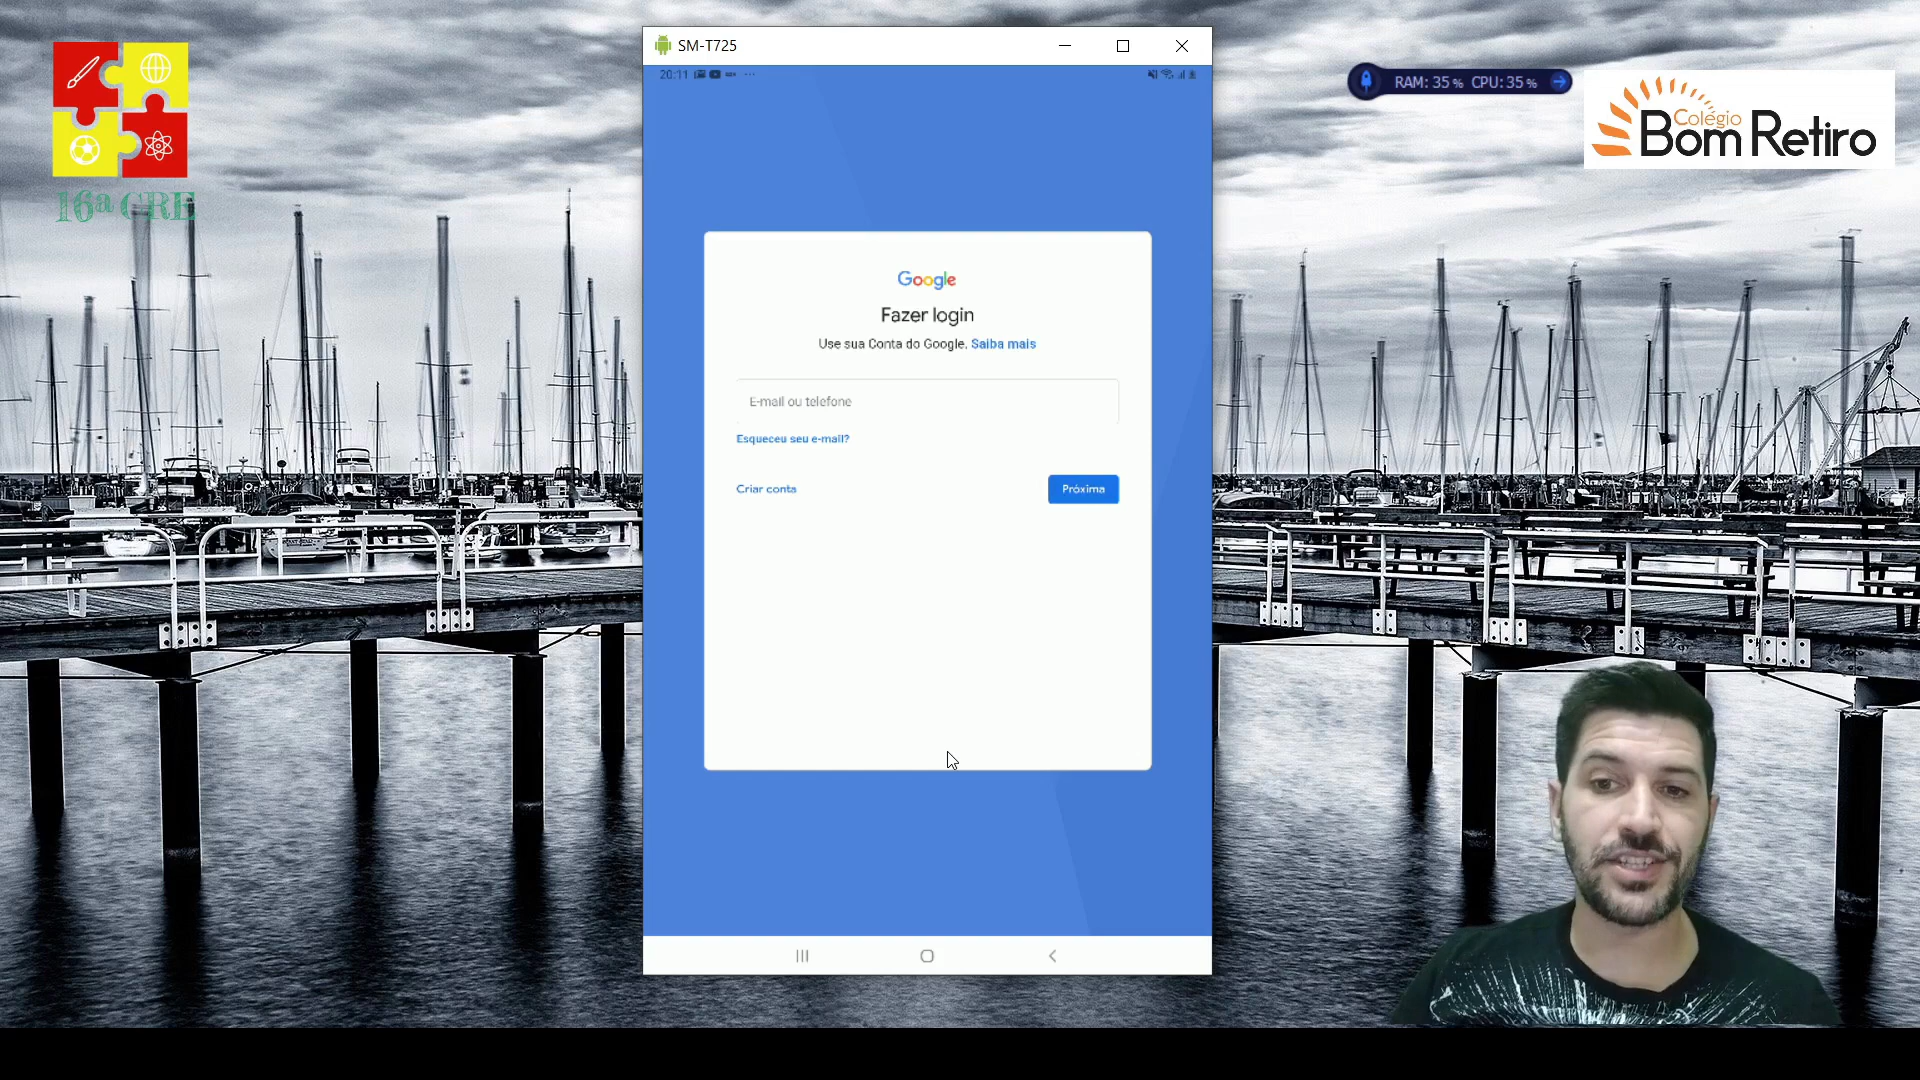 SM-T725
20:11
RAM: 35 % CPU: 35 %
Colégio
Bom Retiro
16ª CRE
Google
Fazer login
Use sua Conta do Google. Saiba mais
E-mail ou telefone
Esqueceu seu e-mail?
Criar conta
Próxima